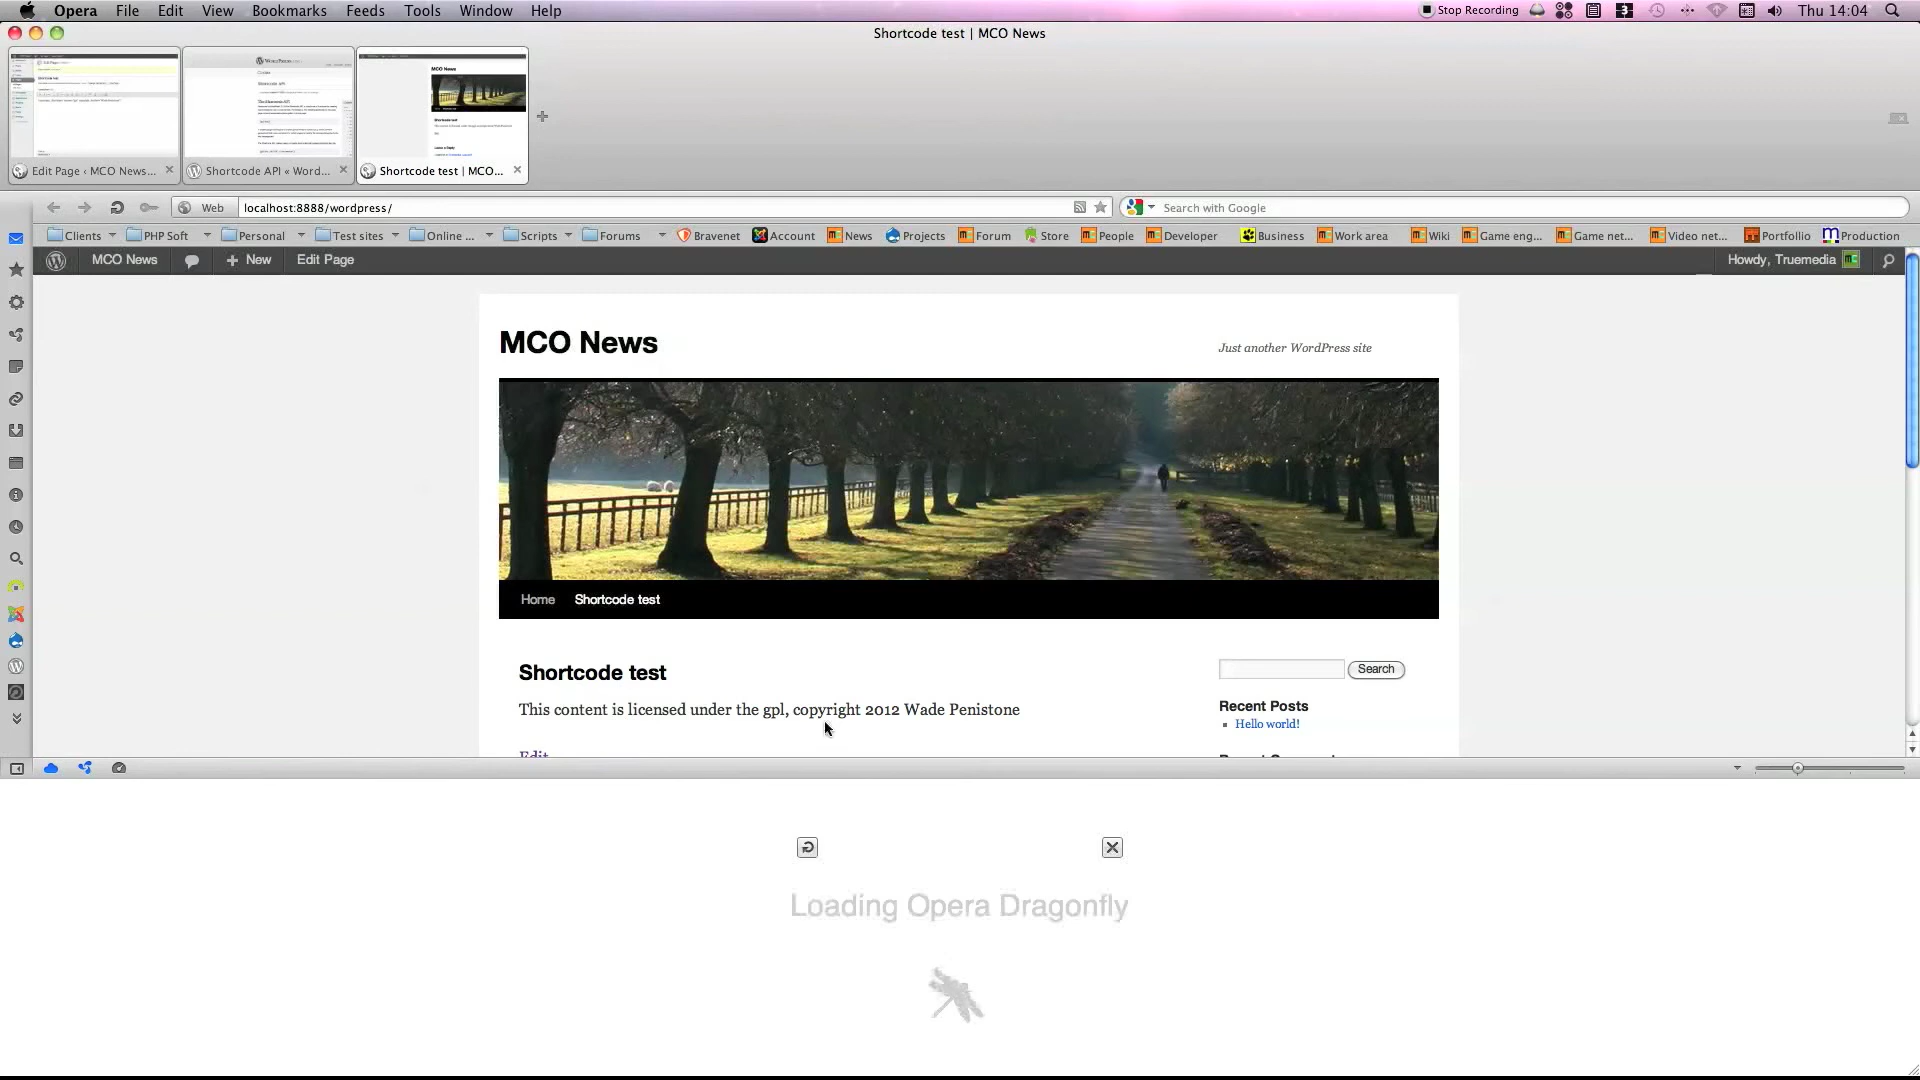 Opera File Edit View Bookmarks Feeds Tools Window Help Stop Recording 3 Thu 14:04
Shortcode test | MCO News
Edit Page ‹ MCO News... Shortcode API « Word... Shortcode test | MCO...
Web localhost:8888/wordpress/ Search with Google
Clients PHP Soft Personal Test sites Online ... Scripts Forums Bravenet Account News Projects Forum Store People Developer Business Work area Wiki Game eng... Game net... Video net... Portfollio Production
MCO News + New Edit Page Howdy, Truemedia
MCO News
Just another WordPress site
Home Shortcode test
Shortcode test
This content is licensed under the gpl, copyright 2012 Wade Penistone
Edit
Search
Recent Posts
Hello world!
Loading Opera Dragonfly